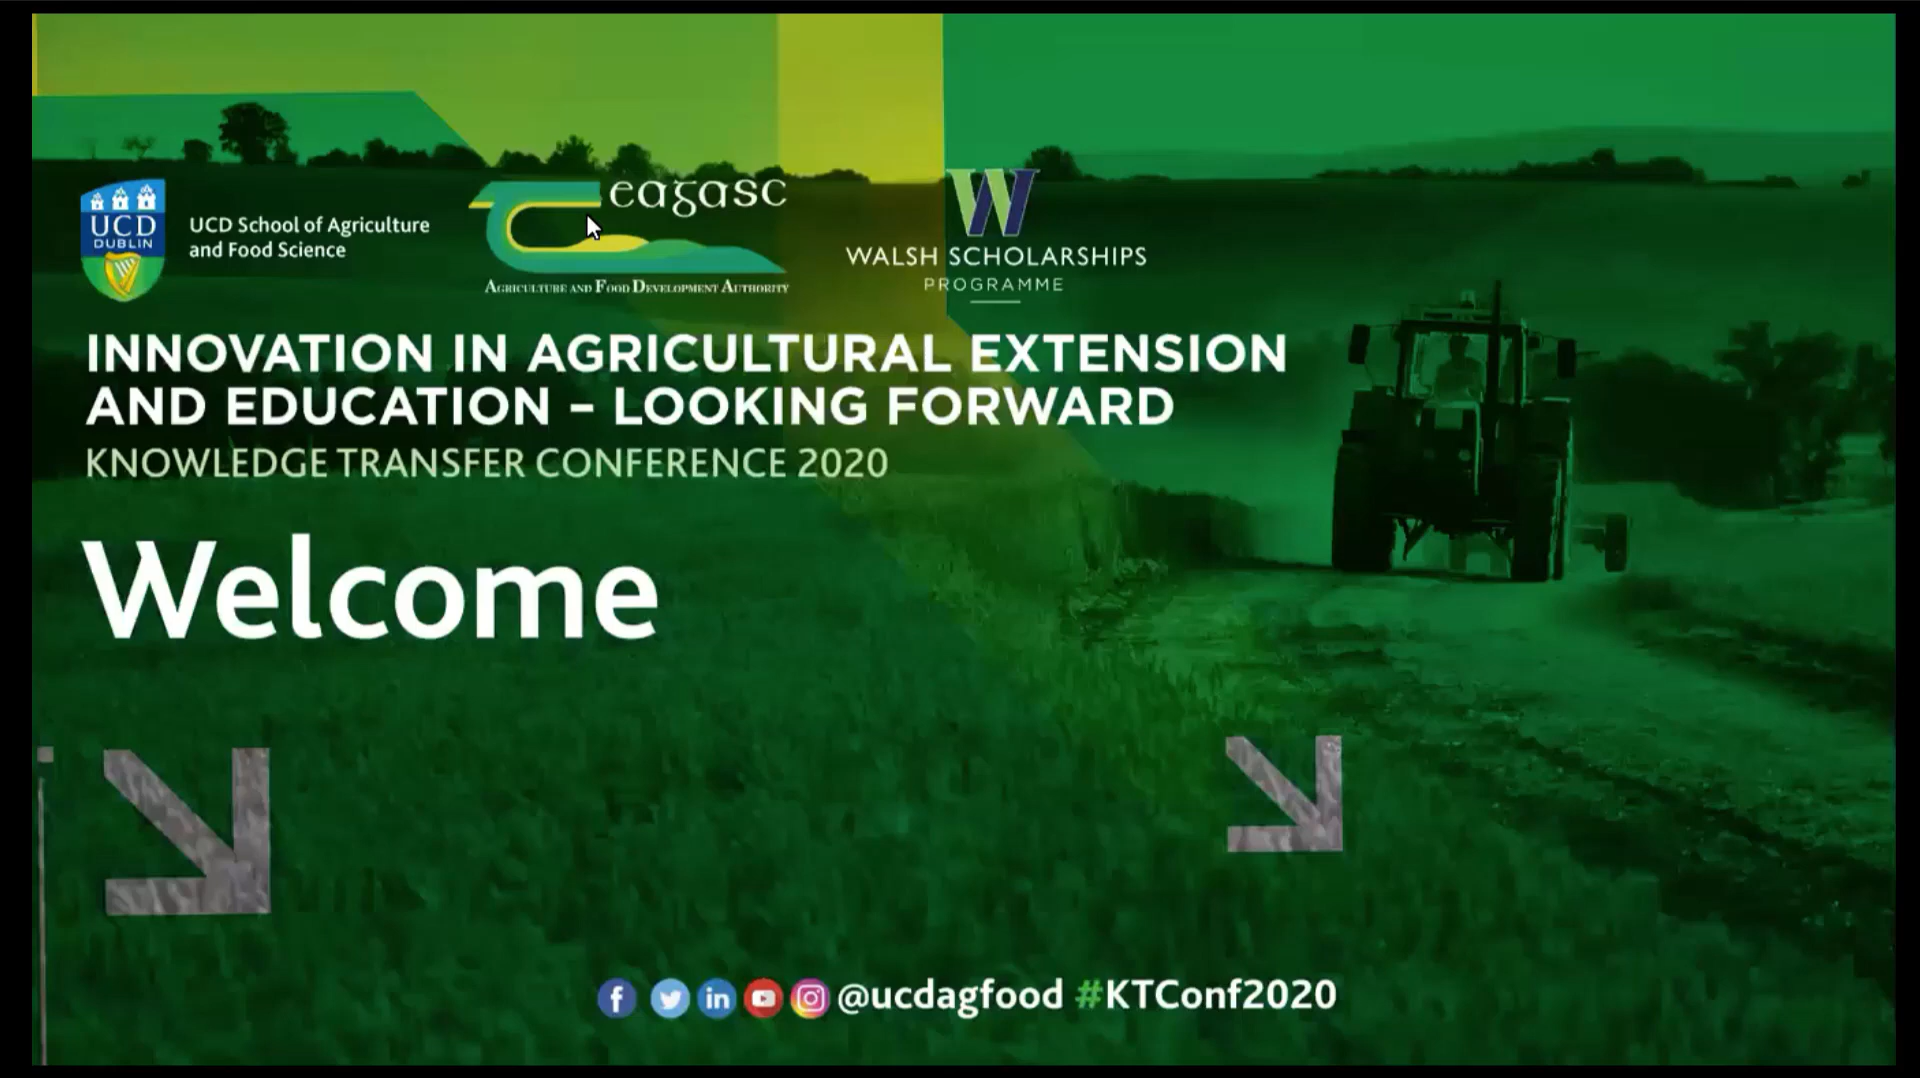 UCD
DUBLIN
UCD School of Agriculture
and Food Science
Teagasc
AGRICULTURE AND FOOD DEVELOPMENT AUTHORITY
W
WALSH SCHOLARSHIPS
PROGRAMME
INNOVATION IN AGRICULTURAL EXTENSION
AND EDUCATION – LOOKING FORWARD
KNOWLEDGE TRANSFER CONFERENCE 2020
Welcome
@ucdagfood #KTConf2020